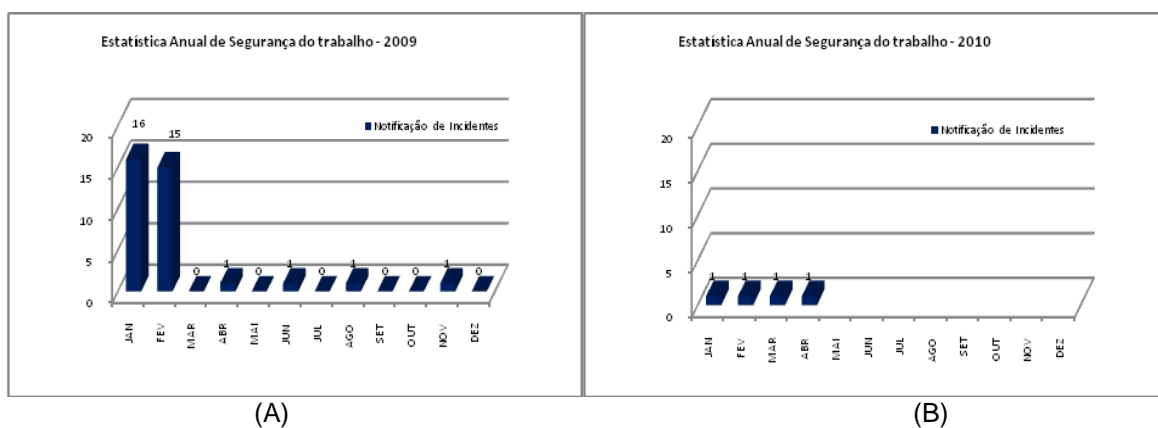 Estatística Anual de Segurança do trabalho - 2009
Notificação de Incidentes
20
15
10
5
0
16
15
0
1
0
1
0
1
0
0
1
0
JAN
FEV
MAR
ABR
MAI
JUN
JUL
AGO
SET
OUT
NOV
DEZ
(A)
Estatística Anual de Segurança do trabalho - 2010
Notificação de Incidentes
20
15
10
5
0
1
1
1
1
JAN
FEV
MAR
ABR
MAI
JUN
JUL
AGO
SET
OUT
NOV
DEZ
(B)